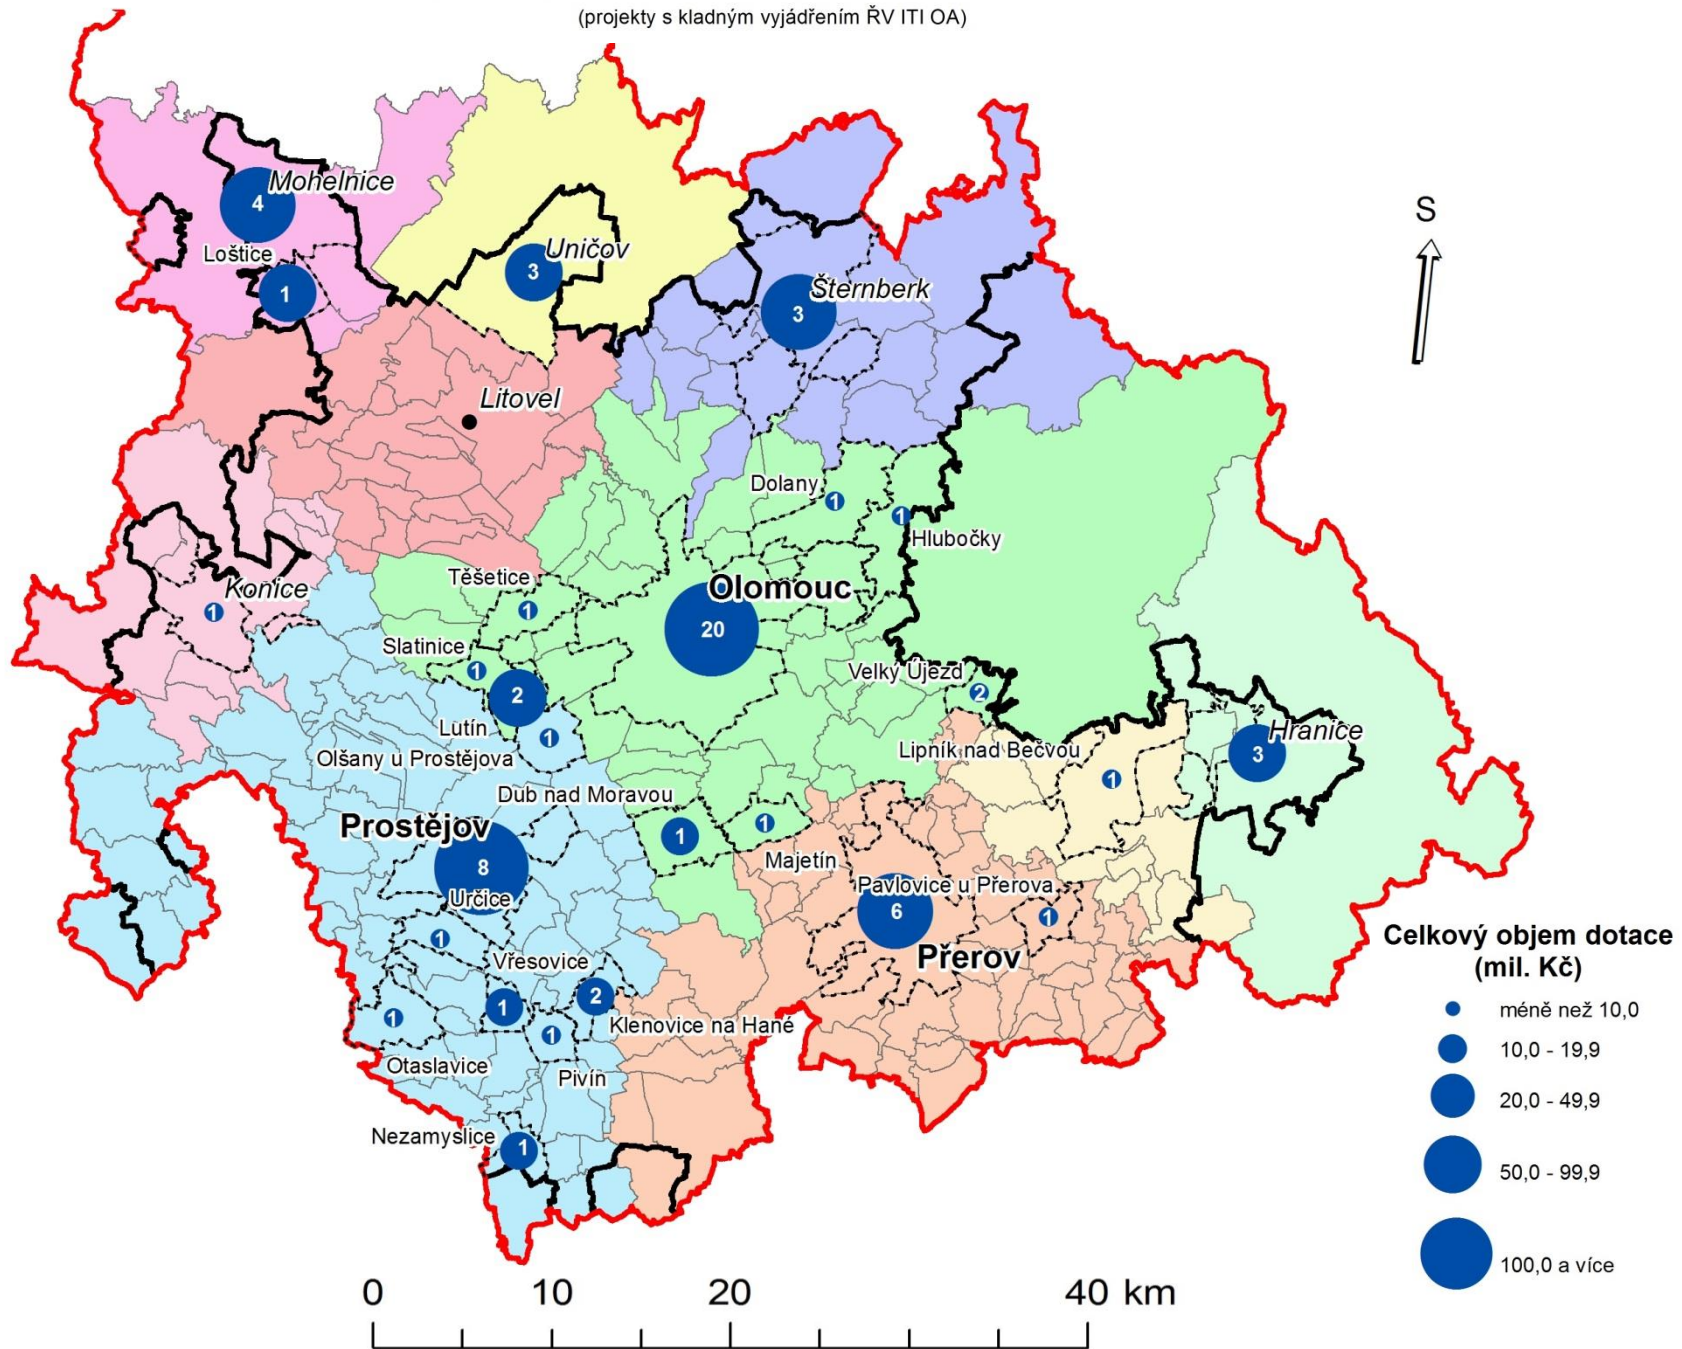 (projekty s kladným vyjádřením ŘV ITI OA)
Mohelnice
4
Loštice
1
Uničov
3
Šternberk
3
S
Litovel
Dolany
1
1
Hlubočky
Těšetice
1
Olomouc
20
Konice
1
Slatinice
1
2
Lutín
1
Olšany u Prostějova
Velký Újezd
2
Lipník nad Bečvou
1
Hranice
3
Dub nad Moravou
1
1
Majetín
Prostějov
8
Určice
1
Pavlovice u Přerova
6
1
Přerov
Vřesovice
1
2
Klenovice na Hané
1
Otaslavice
1
Pivín
Nezamyslice
1
Celkový objem dotace
(mil. Kč)
méně než 10,0
10,0 - 19,9
20,0 - 49,9
50,0 - 99,9
100,0 a více
0 10 20 40 km